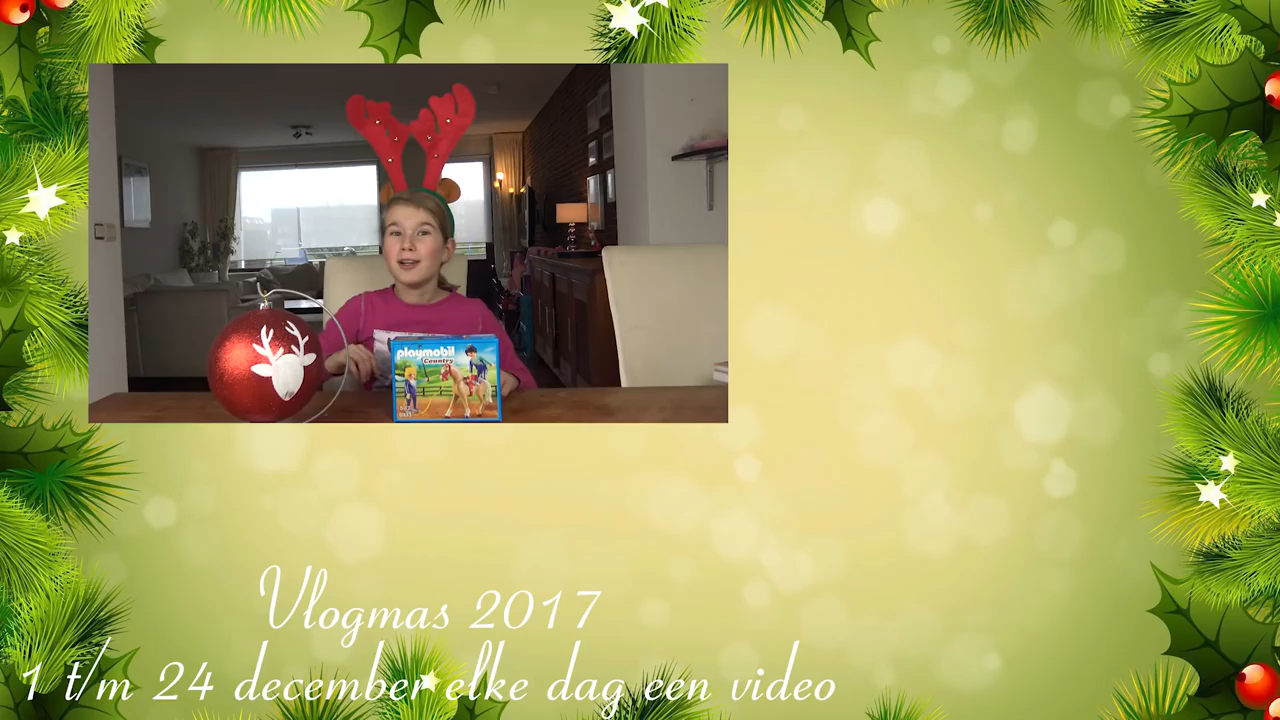 playmobil
Country
Vlogmas 2017
1 t/m 24 december elke dag een video